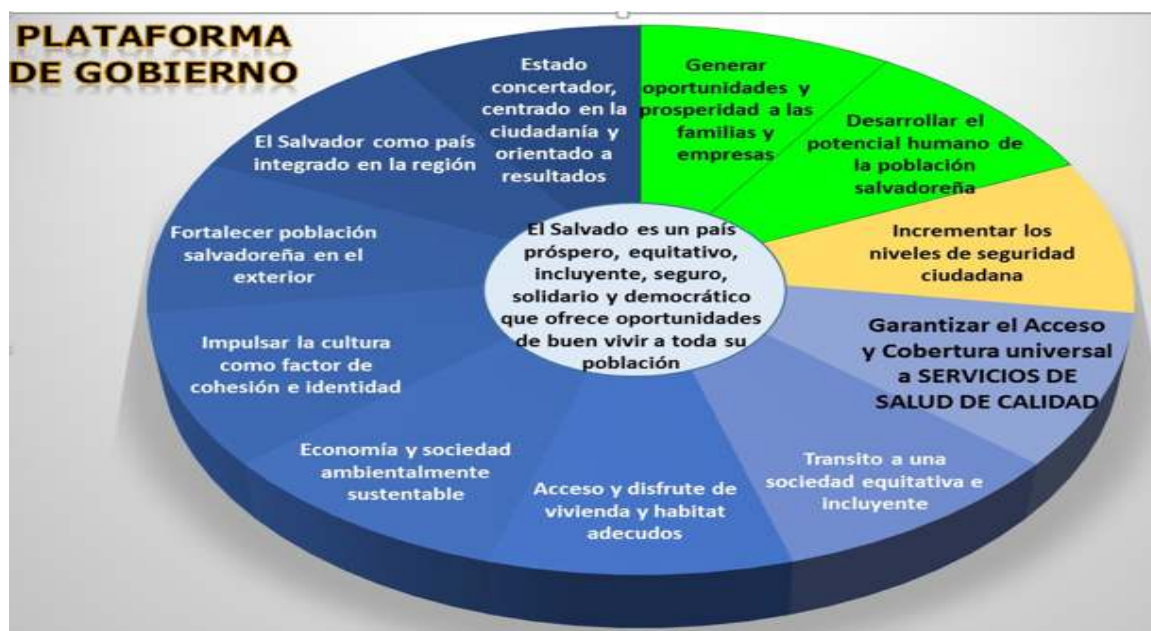 PLATAFORMA
DE GOBIERNO
Estado
concertador,
centrado en la
ciudadanía y
orientado a
resultados
Generar
oportunidades y
prosperidad a las
familias y
empresas
Desarrollar el
potencial humano de
la población
salvadoreña
Incrementar los
niveles de seguridad
ciudadana
Garantizar el Acceso
y Cobertura universal
a SERVICIOS DE
SALUD DE CALIDAD
Transito a una
sociedad equitativa e
incluyente
Acceso y disfrute de
vivienda y habitat
adecudos
Economía y sociedad
ambientalmente
sustentable
Impulsar la cultura
como factor de
cohesión e identidad
Fortalecer población
salvadoreña en el
exterior
El Salvador como país
integrado en la región
El Salvado es un país
próspero, equitativo,
incluyente, seguro,
solidario y democrático
que ofrece oportunidades
de buen vivir a toda su
población